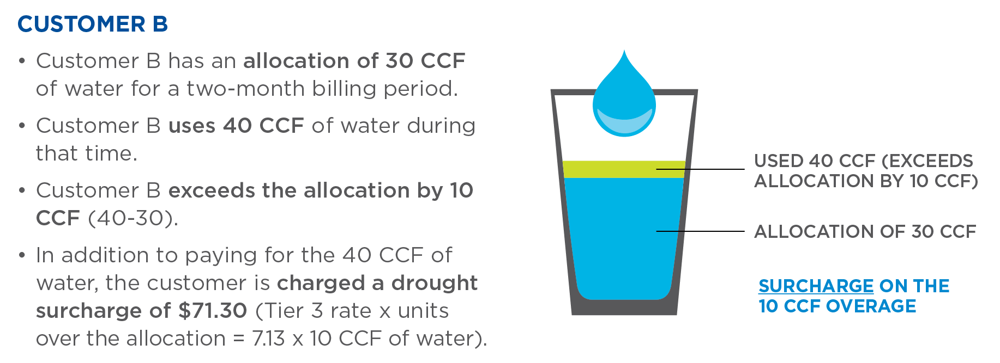 CUSTOMER B
• Customer B has an allocation of 30 CCF
of water for a two-month billing period.
• Customer B uses 40 CCF of water during
that time.
• Customer B exceeds the allocation by 10
CCF (40-30).
• In addition to paying for the 40 CCF of
water, the customer is charged a drought
surcharge of $71.30 (Tier 3 rate x units
over the allocation = 7.13 x 10 CCF of water).
USED 40 CCF (EXCEEDS
ALLOCATION BY 10 CCF)
ALLOCATION OF 30 CCF
SURCHARGE ON THE
10 CCF OVERAGE